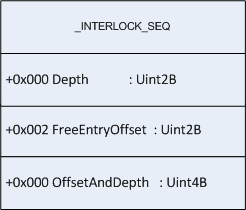 _INTERLOCK_SEQ
+0x000 Depth : Uint2B
+0x002 FreeEntryOffset : Uint2B
+0x000 OffsetAndDepth : Uint4B